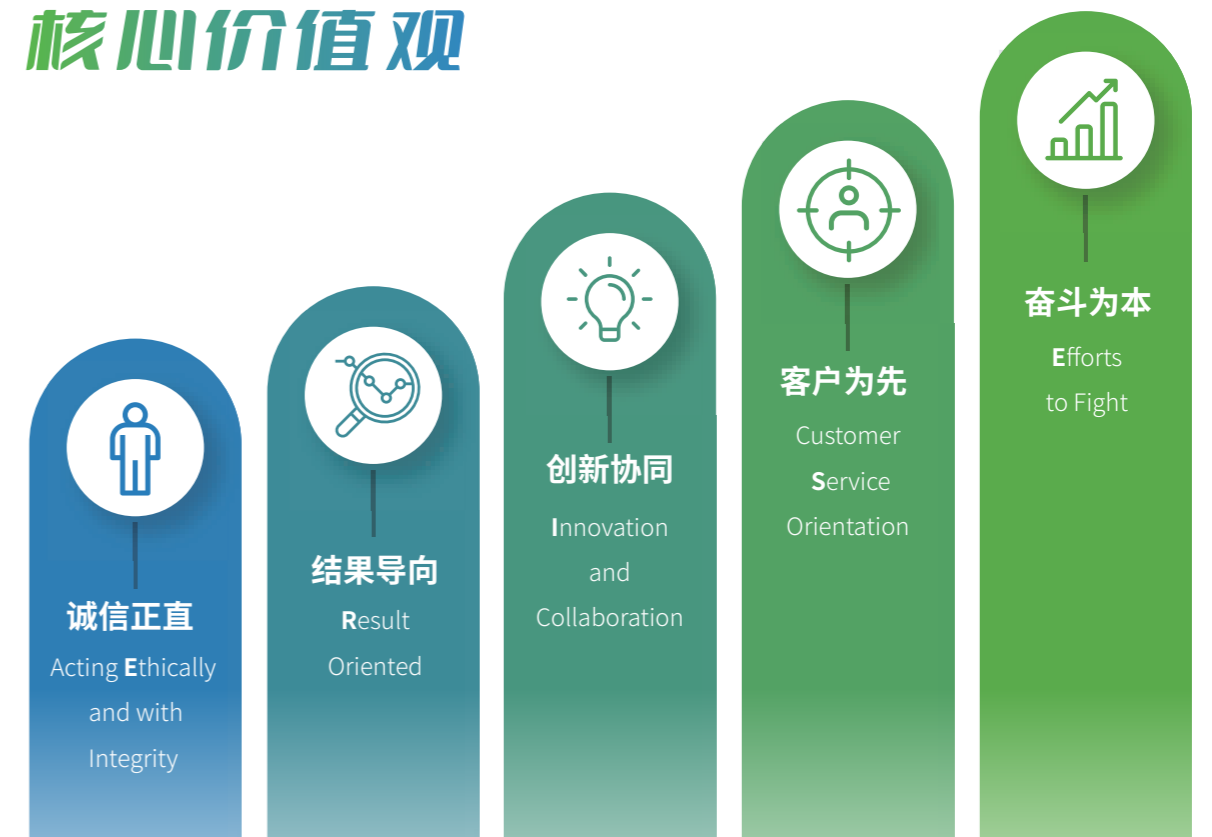 核心价值观
诚信正直
Acting Ethically
and with
Integrity
结果导向
Result
Oriented
创新协同
Innovation
and
Collaboration
客户为先
Customer
Service
Orientation
奋斗为本
Efforts
to Fight